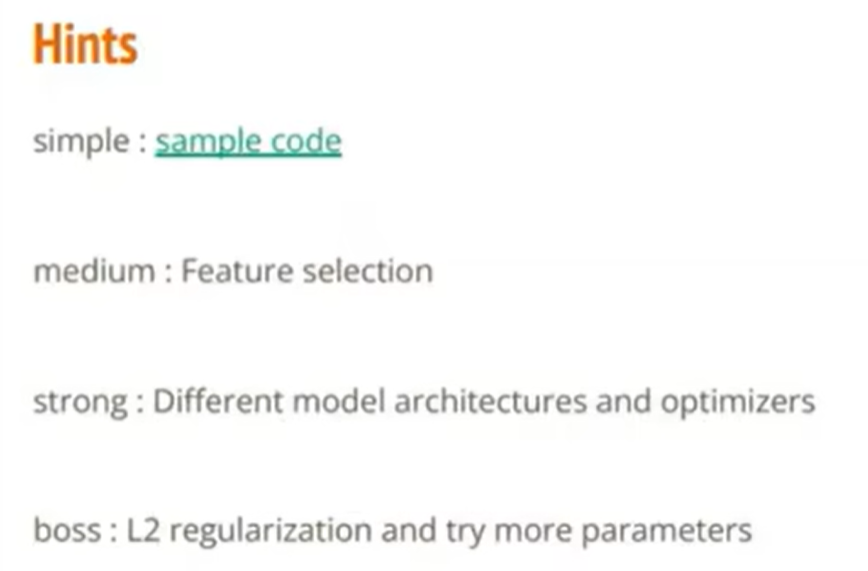 Hints
simple : sample code
medium : Feature selection
strong : Different model architectures and optimizers
boss : L2 regularization and try more parameters